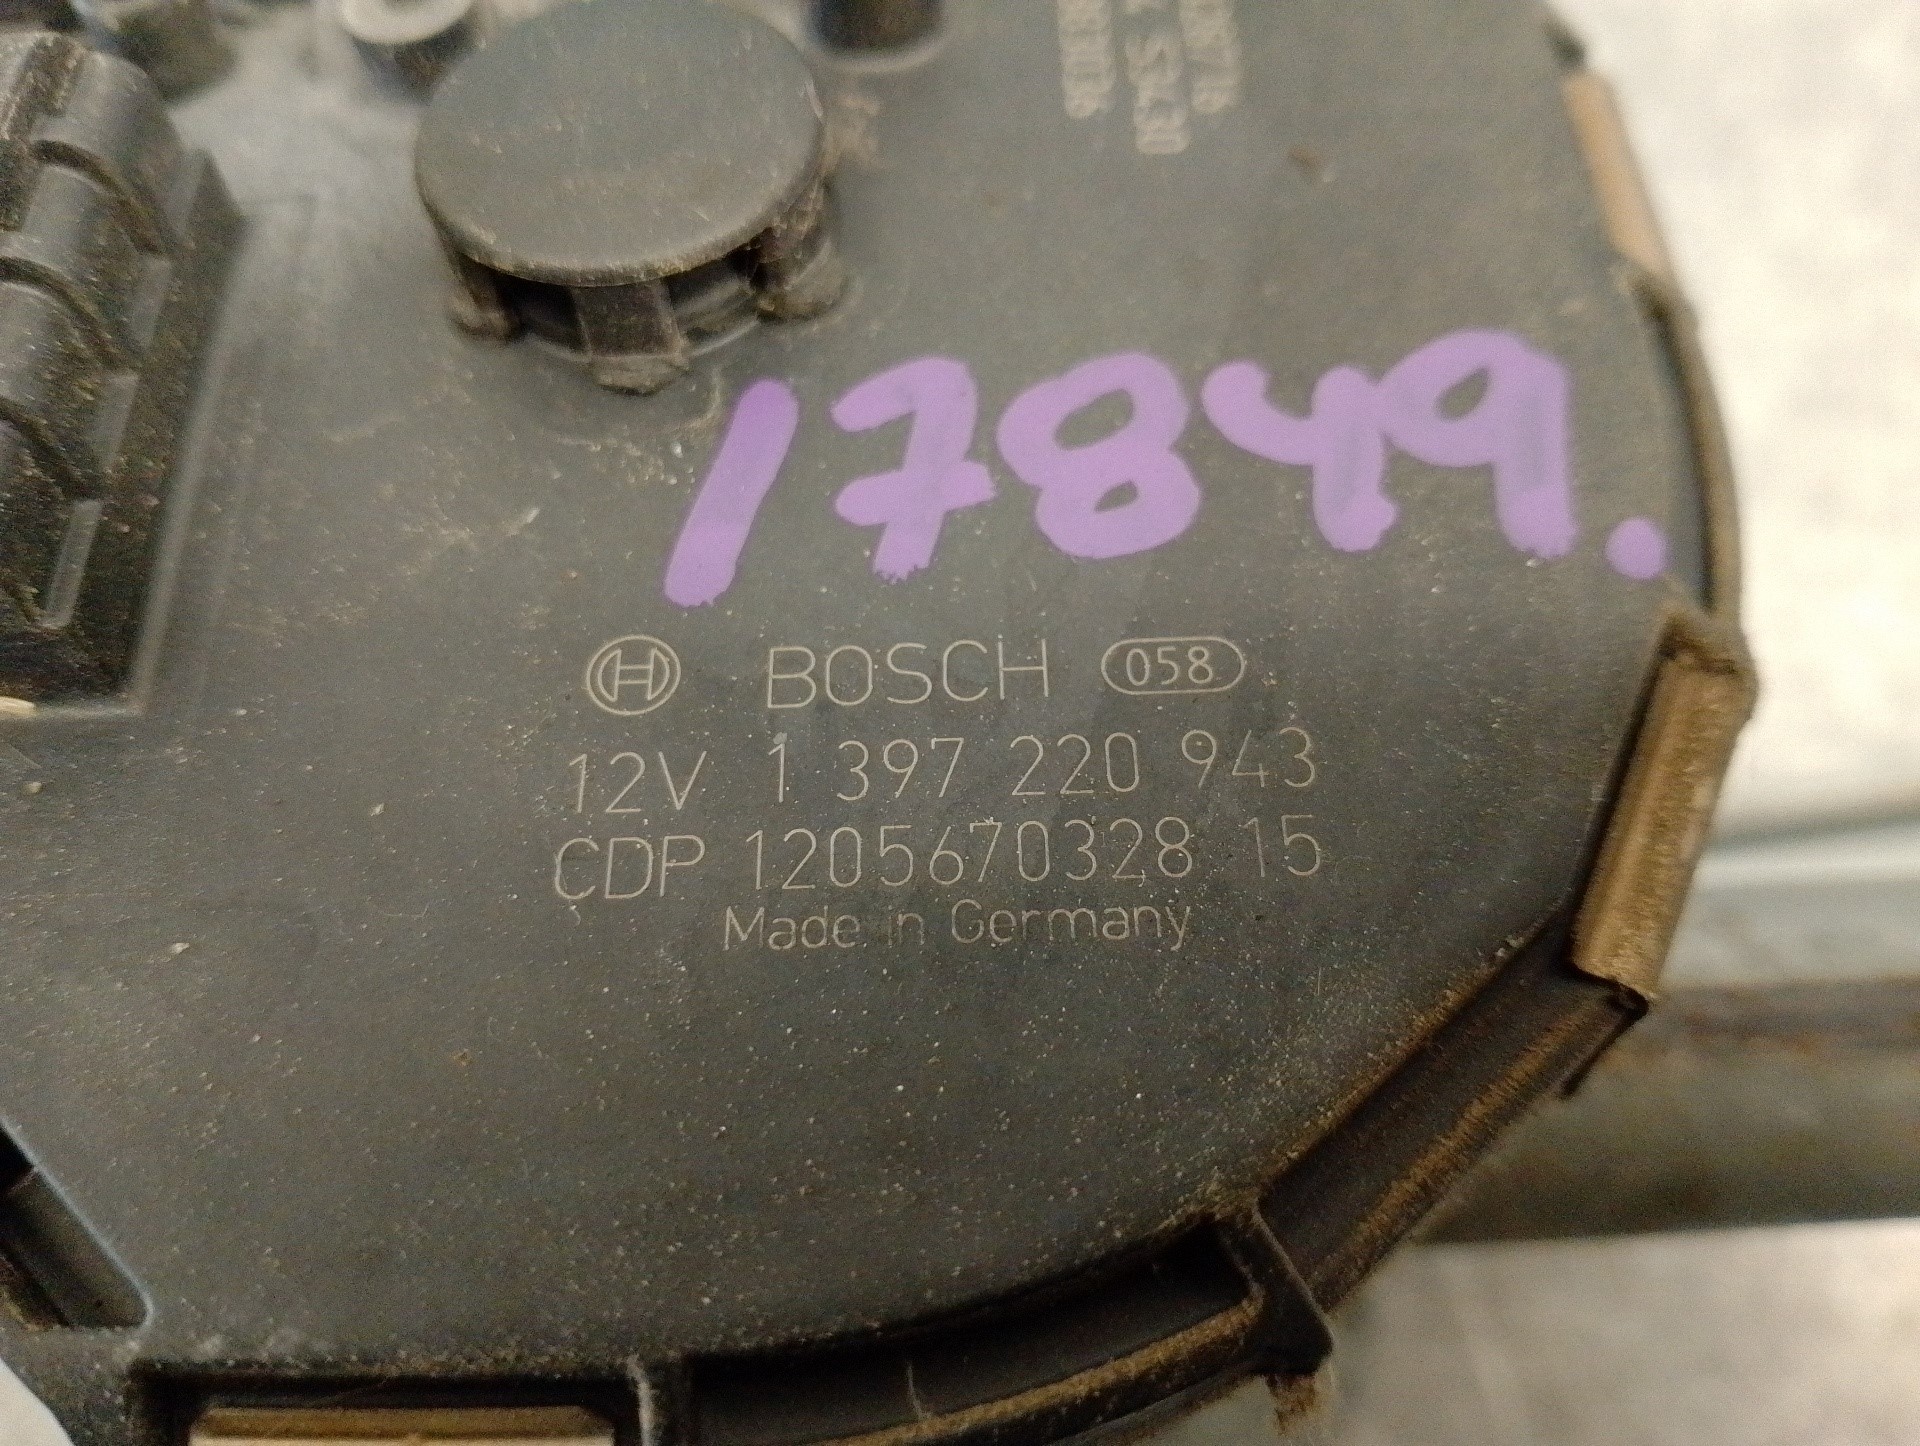 17849.
BOSCH 058
12V 1 397 220 943
CDP 1205670328 15
Made in Germany